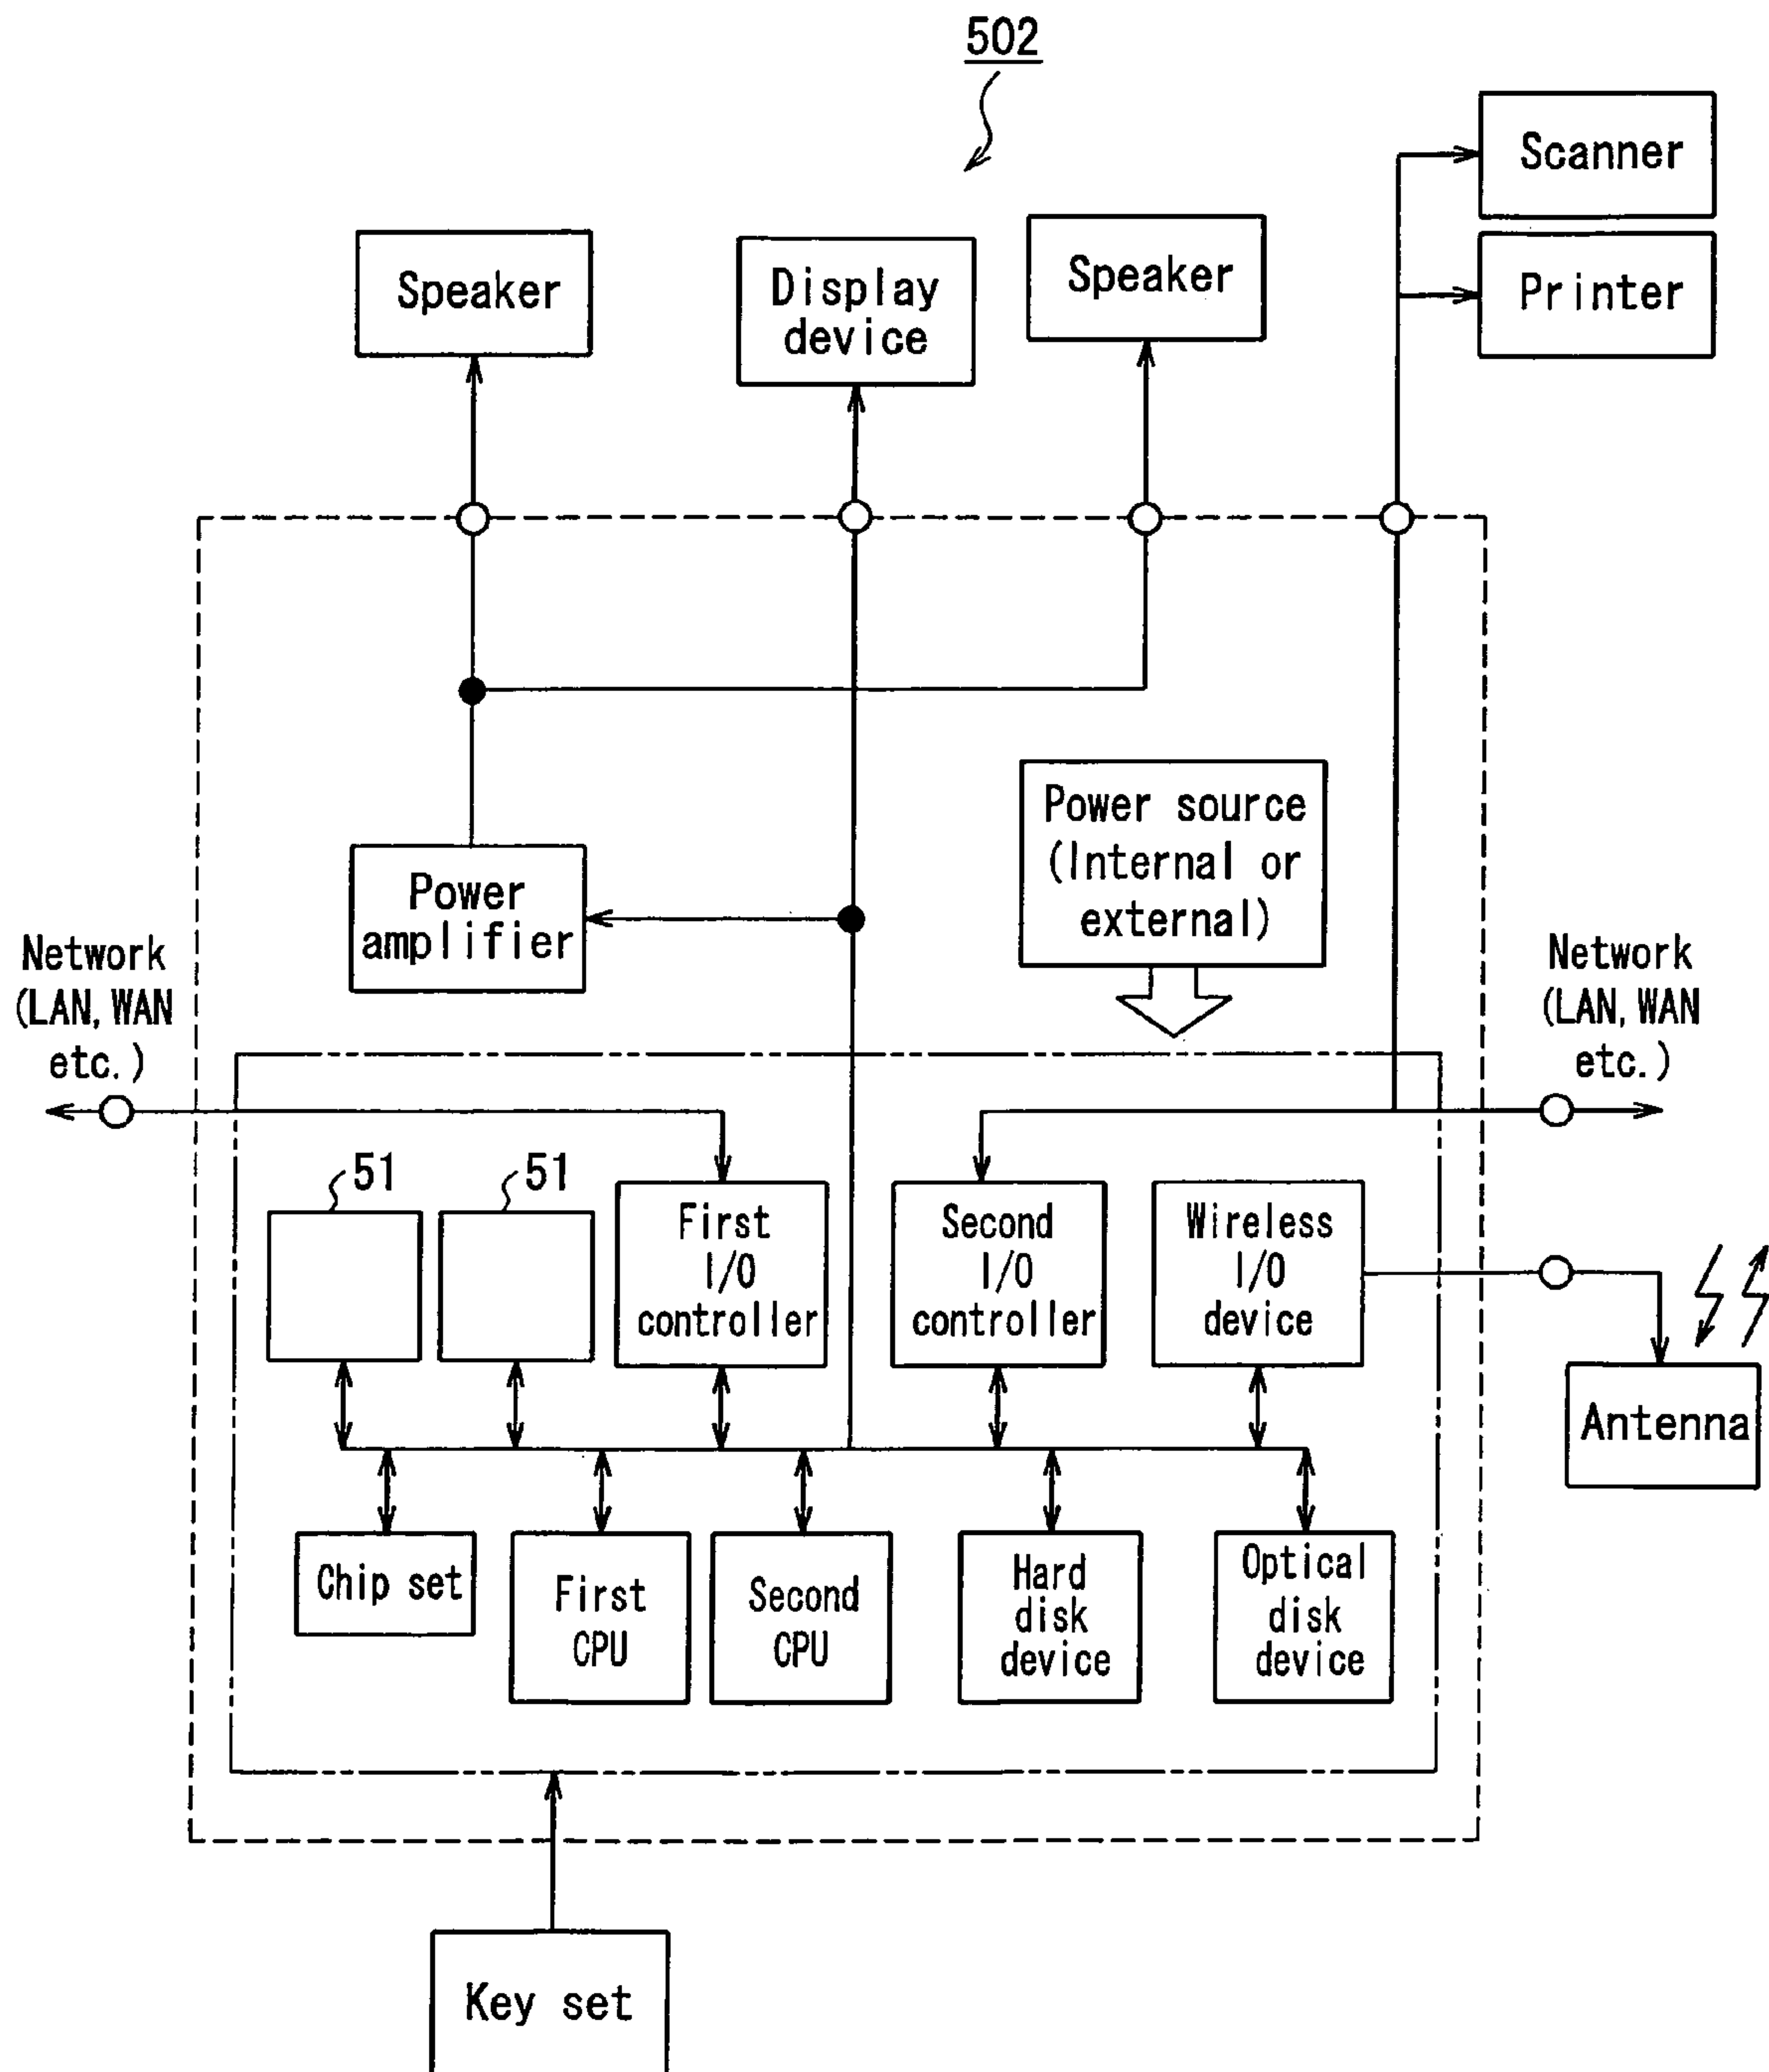 502
Scanner
Printer
Speaker
Display
device
Speaker
Power source
(Internal or
external)
Power
amplifier
Network
(LAN, WAN
etc.)
Network
(LAN, WAN
etc.)
51
51
First
I/O
controller
Second
I/O
controller
Wireless
I/O
device
Antenna
Chip set
First
CPU
Second
CPU
Hard
disk
device
Optical
disk
device
Key set